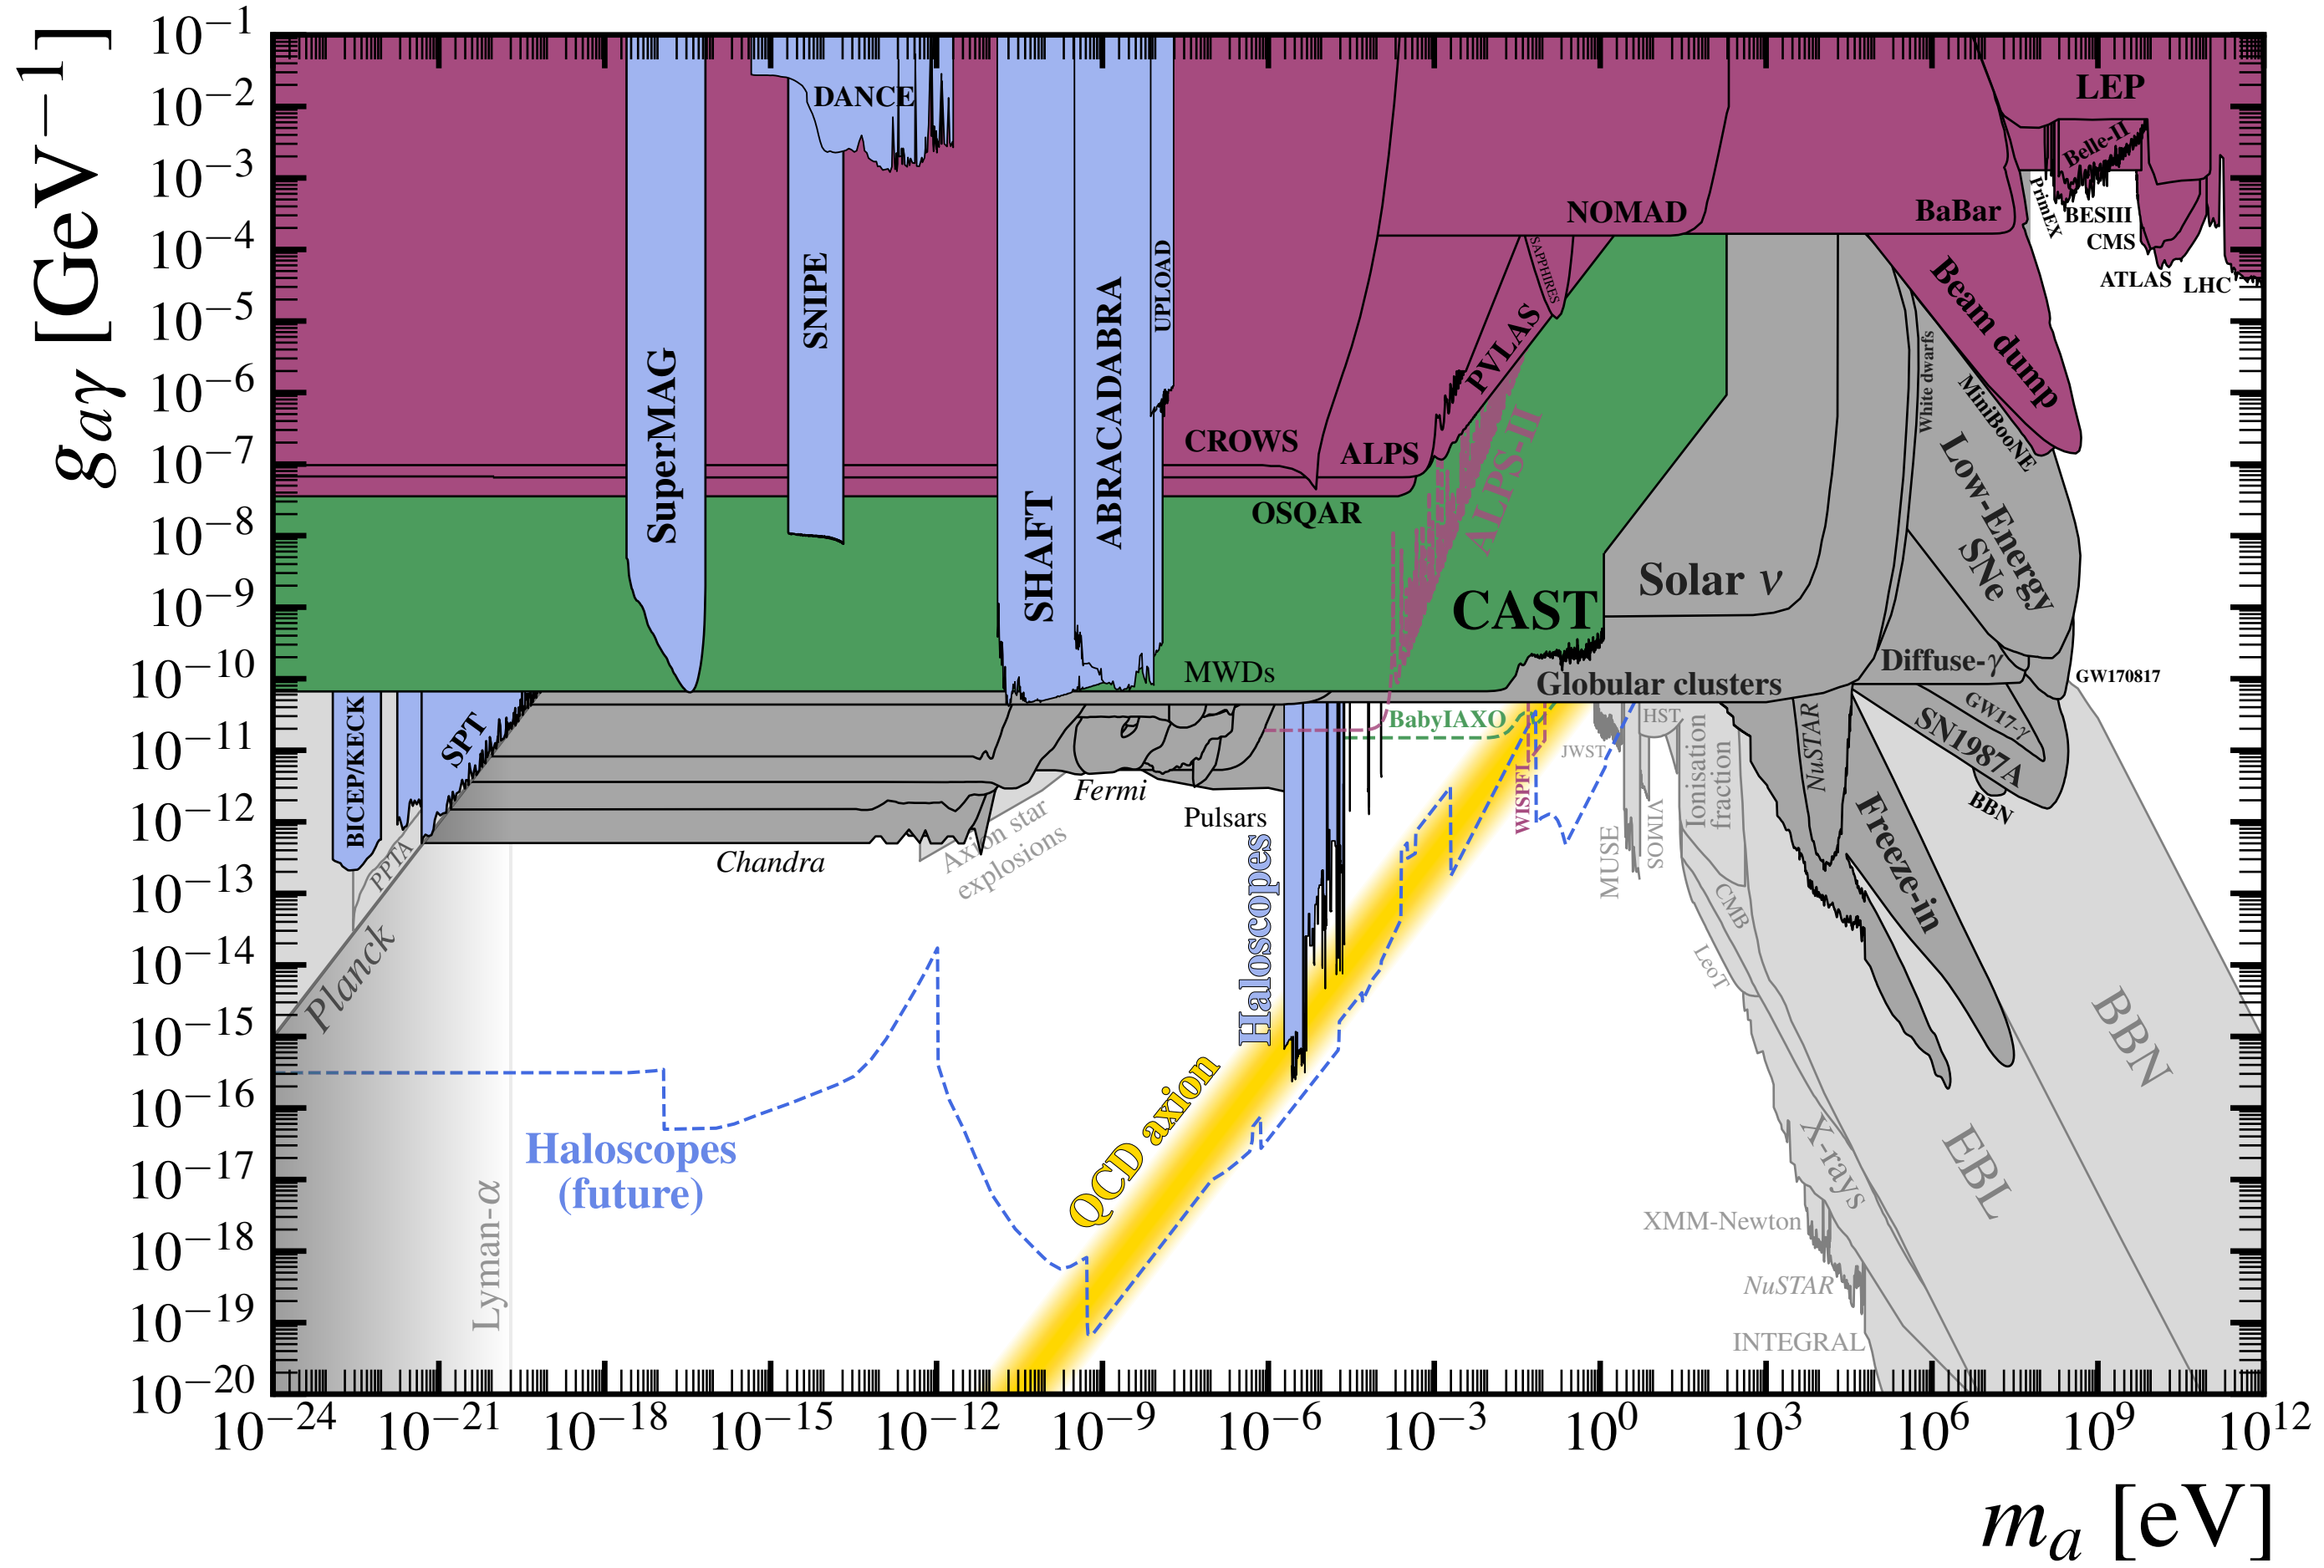 g_{aγ} [GeV^{−1}]
10^{−1}
10^{−2}
10^{−3}
10^{−4}
10^{−5}
10^{−6}
10^{−7}
10^{−8}
10^{−9}
10^{−10}
10^{−11}
10^{−12}
10^{−13}
10^{−14}
10^{−15}
10^{−16}
10^{−17}
10^{−18}
10^{−19}
10^{−20}
LEP
DANCE
Belle-II
PrimEX
BESIII
CMS
ATLAS
LHC
NOMAD
BaBar
SNIPE
UPLOAD
SAPPHIRES
Beam dump
ABRACADABRA
SuperMAG
PVLAS
White dwarfs
MiniBooNE
CROWS
ALPS
ALPS-II
Low-Energy
SNe
OSQAR
SHAFT
CAST
Solar ν
MWDs
Diffuse-γ
Globular clusters
GW170817
BICEP/KECK
SPT
BabyIAXO
HST
JWST
Ionisation
fraction
NuSTAR
GW17-γ
SN1987A
BBN
Fermi
Pulsars
WISPFI
MUSE
VIMOS
Freeze-in
PPTA
Chandra
Axion star
explosions
Haloscopes
CMB
LeoT
Planck
BBN
QCD axion
Haloscopes
(future)
X-rays
EBL
Lyman-α
XMM-Newton
NuSTAR
INTEGRAL
10^{−24}
10^{−21}
10^{−18}
10^{−15}
10^{−12}
10^{−9}
10^{−6}
10^{−3}
10^{0}
10^{3}
10^{6}
10^{9}
10^{12}
m_a [eV]